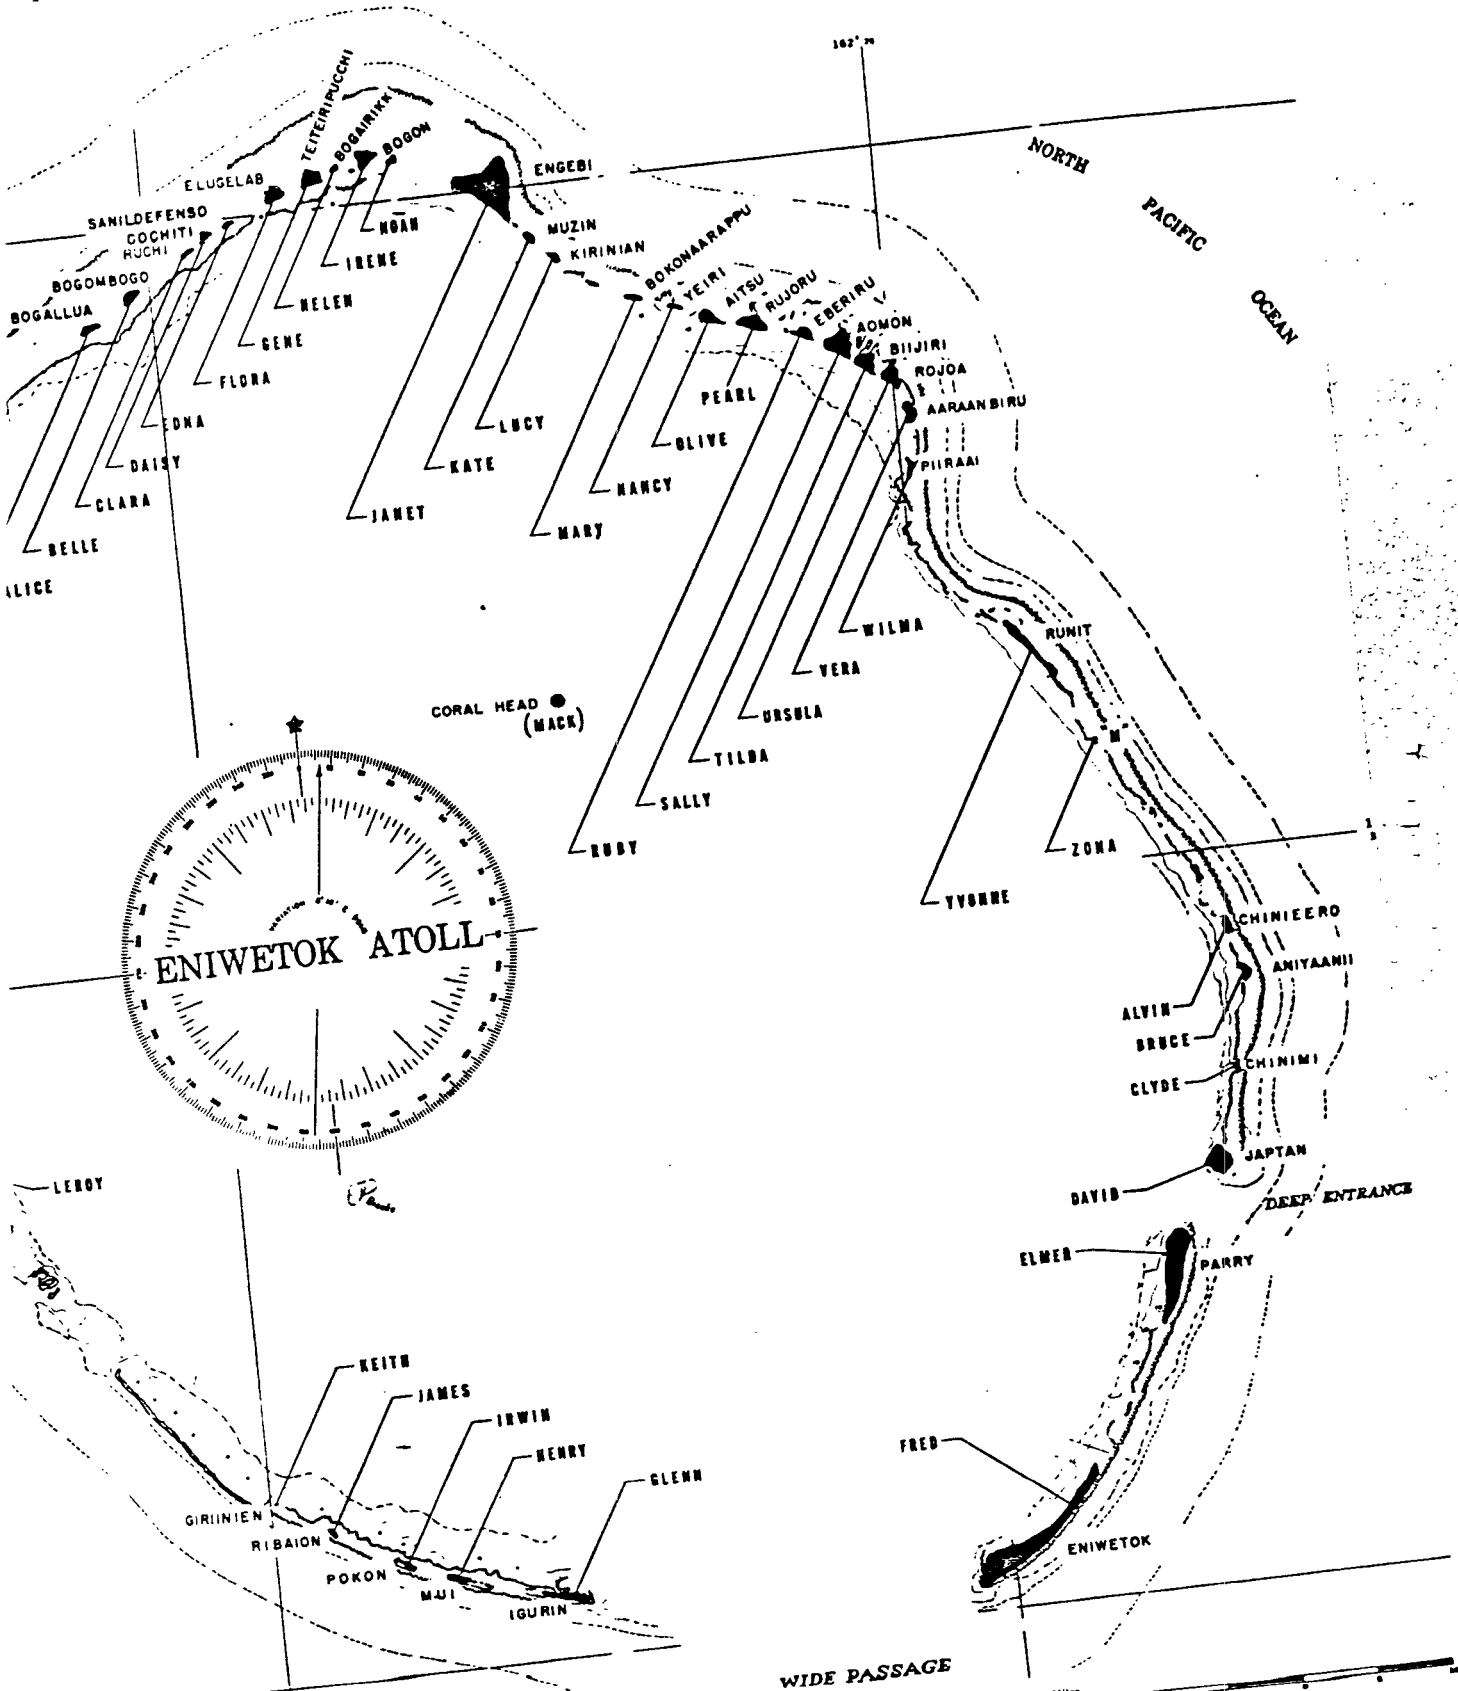 162°
NORTH
PACIFIC
OCEAN
TEITEIRIPUCCHI
BOGAIRIKK
BOGON
ELUGELAB
ENGEBI
SANILDEFENSO
COCHITI
RUCHI
BOGOMBOGO
BOGALLUA
MUZIN
KIRINIAN
BOKONAARAPPU
YEIRI
AITSU
RUJORU
EBERIRU
AOMON
BIIJIRI
ROJOA
AARAANBIRU
PIIRAAI
NOAN
IRENE
HELEN
GENE
FLORA
EDNA
DAISY
CLARA
BELLE
ALICE
PEARL
LUCY
OLIVE
KATE
NANCY
JANET
MARY
WILMA
RUNIT
VERA
CORAL HEAD
(MACK)
URSULA
"M"
TILDA
SALLY
RUBY
ZONA
YVONNE
ENIWETOK ATOLL
CHINIEERO
ANIYAANII
ALVIN
BRUCE
CHINIMI
CLYDE
JAPTAN
DAVID
DEEP ENTRANCE
LEROY
ELMER
PARRY
KEITH
JAMES
IRWIN
HENRY
GLENN
FRED
GIRIINIEN
RIBAION
POKON
MUI
IGURIN
ENIWETOK
WIDE PASSAGE